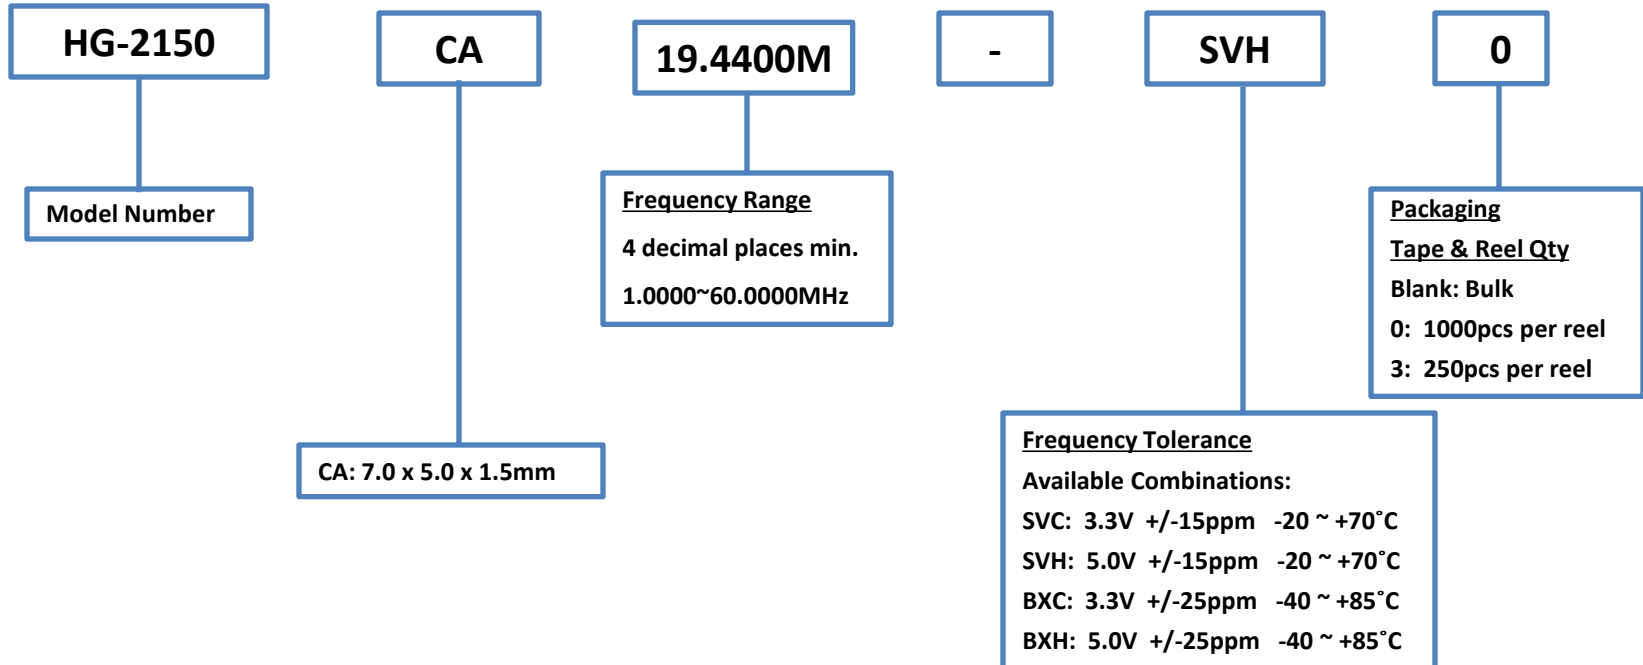 HG-2150
CA
19.4400M
-
SVH
0
Model Number
Frequency Range
4 decimal places min.
1.0000~60.0000MHz
Packaging
Tape & Reel Qty
Blank: Bulk
0:  1000pcs per reel
3:  250pcs per reel
CA: 7.0 x 5.0 x 1.5mm
Frequency Tolerance
Available Combinations:
SVC:  3.3V  +/-15ppm   -20 ~ +70˚C
SVH:  5.0V  +/-15ppm   -20 ~ +70˚C
BXC:  3.3V  +/-25ppm   -40 ~ +85˚C
BXH:  5.0V  +/-25ppm   -40 ~ +85˚C